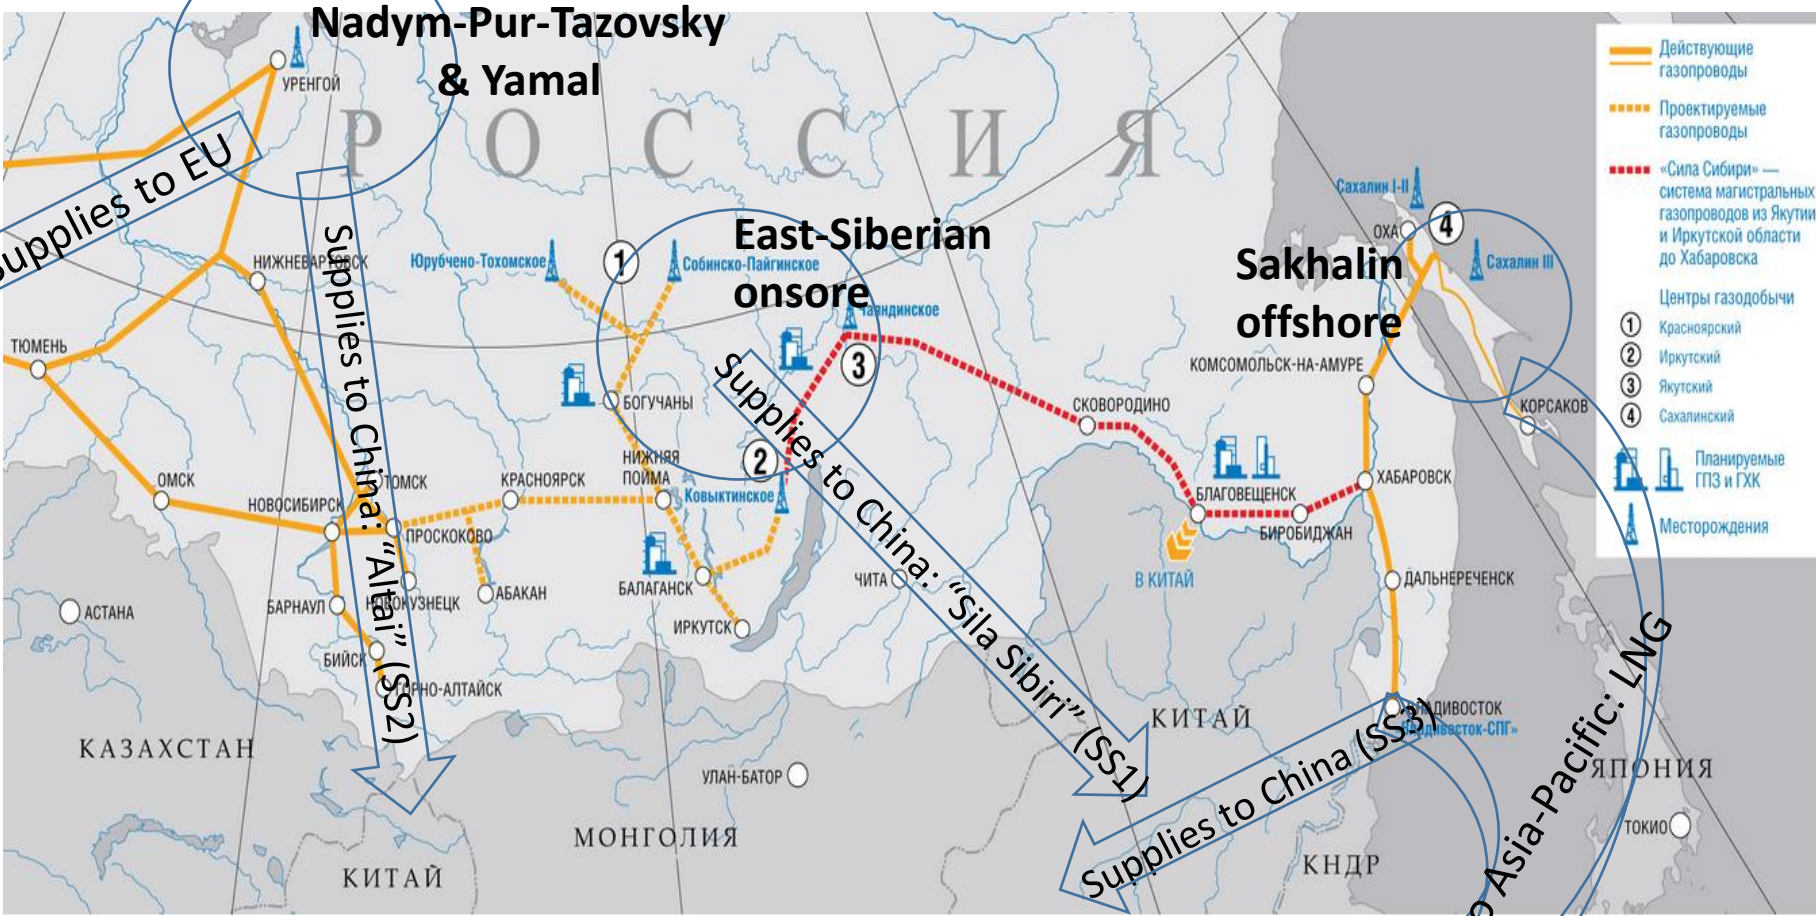 Nadym-Pur-Tazovsky
& Yamal
УРЕНГОЙ
РОССИЯ
Supplies to EU
НИЖНЕВАРТОВСК
ТЮМЕНЬ
Supplies to China: “Altai” (SS2)
Юрубчено-Тохомское
1
Собинско-Пайгинское
East-Siberian
onsore
3
БОГУЧАНЫ
2
НИЖНЯЯ
ПОЙМА
Ковыктинское
Supplies to China: “Sila Sibiri” (SS1)
ОМСК
НОВОСИБИРСК
ТОМСК
КРАСНОЯРСК
ПРОСКОКОВО
АБАКАН
БАРНАУЛ
НОВОКУЗНЕЦК
БИЙСК
ГОРНО-АЛТАЙСК
АСТАНА
БАЛАГАНСК
ИРКУТСК
ЧИТА
СКОВОРОДИНО
БЛАГОВЕЩЕНСК
БИРОБИДЖАН
В КИТАЙ
Сахалин I-II
ОХА
4
Сахалин III
Sakhalin
offshore
КОМСОМОЛЬСК-НА-АМУРЕ
КОРСАКОВ
ХАБАРОВСК
ДАЛЬНЕРЕЧЕНСК
ВЛАДИВОСТОК
«Владивосток-СПГ»
Supplies to China (SS3)
Asia-Pacific: LNG
КАЗАХСТАН
КИТАЙ
УЛАН-БАТОР
МОНГОЛИЯ
КИТАЙ
КНДР
ЯПОНИЯ
ТОКИО
Действующие
газопроводы
Проектируемые
газопроводы
«Сила Сибири» —
система магистральных
газопроводов из Якутии
и Иркутской области
до Хабаровска
Центры газодобычи
1 Красноярский
2 Иркутский
3 Якутский
4 Сахалинский
Планируемые
ГПЗ и ГХК
Месторождения